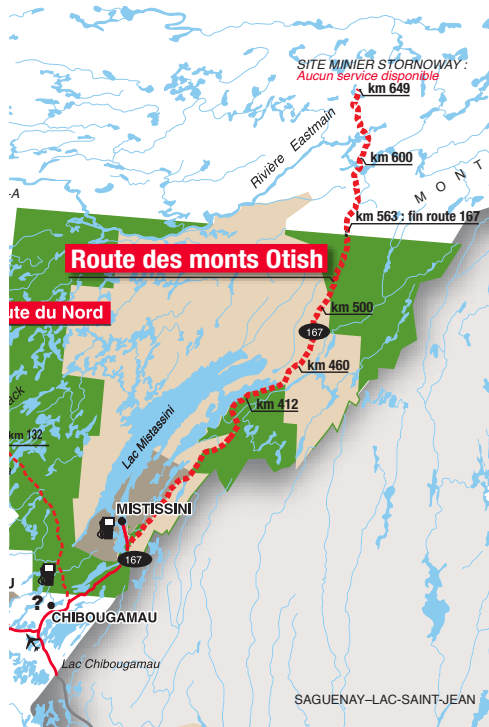 SITE MINIER STORNOWAY :
Aucun service disponible
km 649
Rivière Eastmain
km 600
MONT
-A
km 563 : fin route 167
Route des monts Otish
km 500
ute du Nord
167
km 460
ack
km 412
km 132
Lac Mistassini
MISTISSINI
167
U
?
CHIBOUGAMAU
Lac Chibougamau
SAGUENAY–LAC-SAINT-JEAN